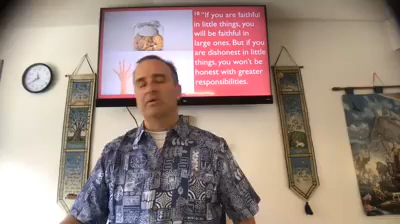 ¹⁰ "If you are faithful
in little things, you
will be faithful in
large ones. But if you
are dishonest in little
things, you won't be
honest with greater
responsibilities.